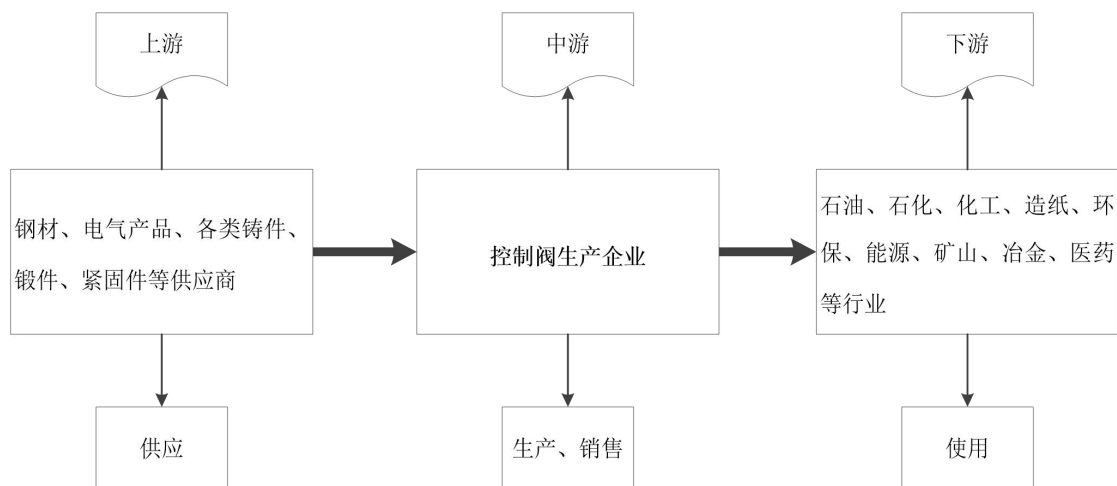 上游
中游
下游
钢材、电气产品、各类铸件、
锻件、紧固件等供应商
控制阀生产企业
石油、石化、化工、造纸、环
保、能源、矿山、冶金、医药
等行业
供应
生产、销售
使用